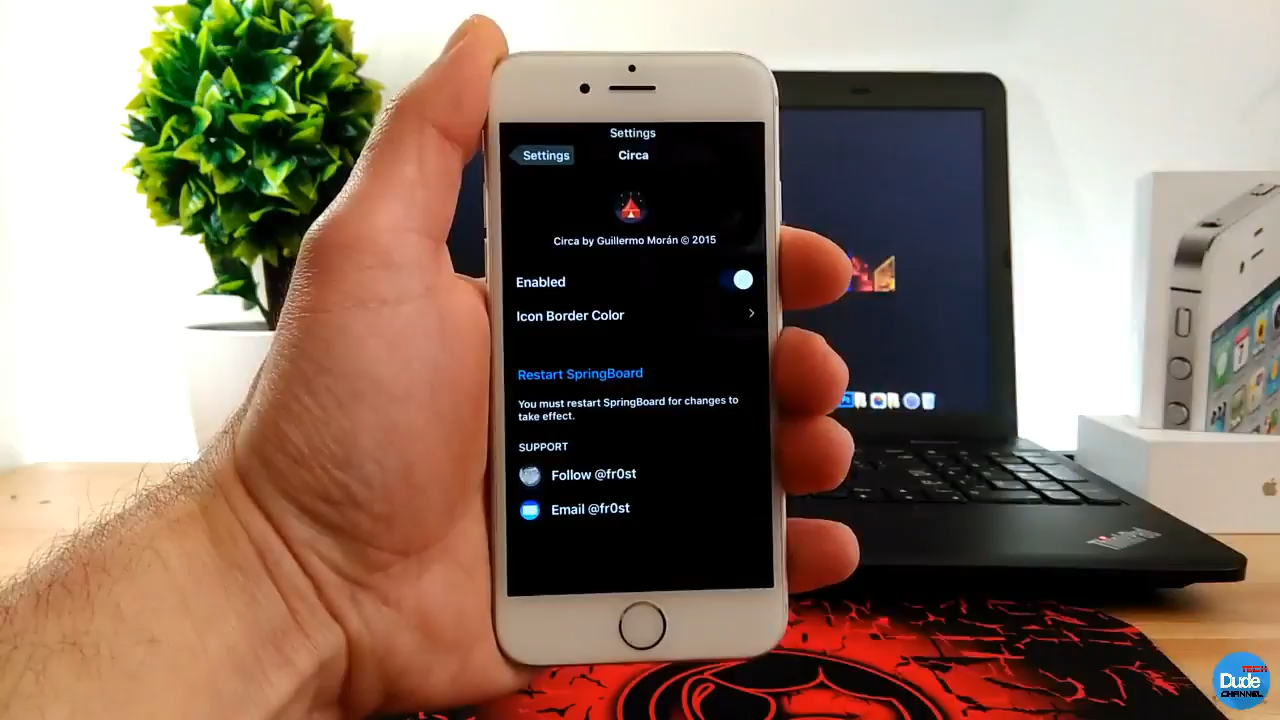 Settings
Settings
Circa
Circa by Guillermo Morán © 2015
Enabled
Icon Border Color
Restart SpringBoard
You must restart SpringBoard for changes to
take effect.
SUPPORT
Follow @fr0st
Email @fr0st
ThinkPad
TECH
Dude
CHANNEL